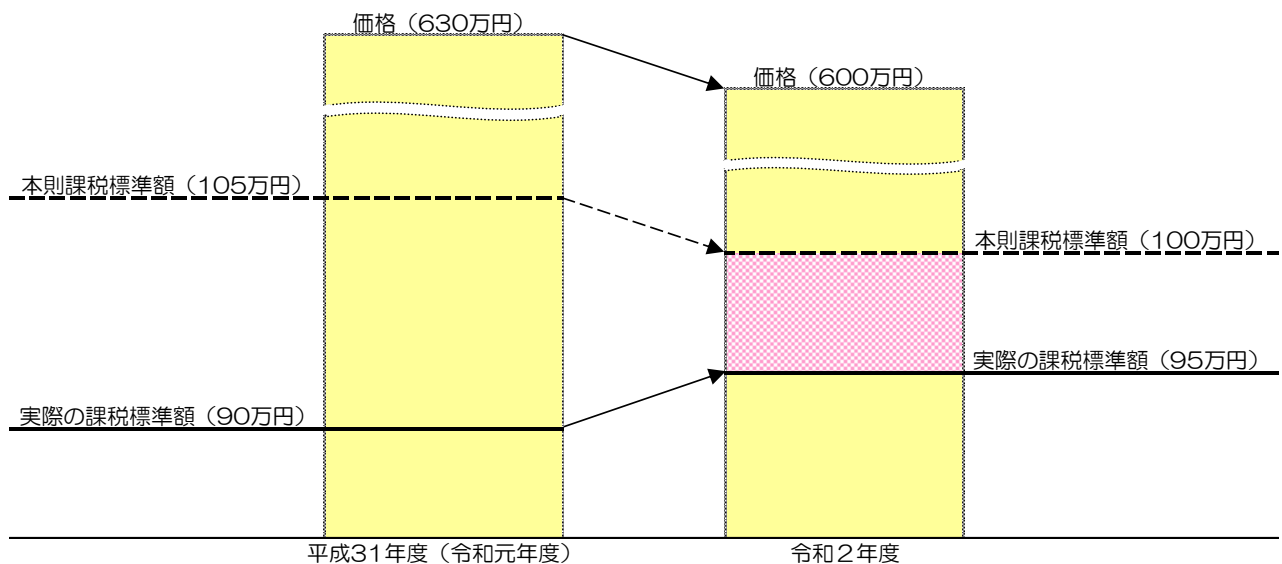 価格（630万円）
価格（600万円）
本則課税標準額（105万円）
本則課税標準額（100万円）
実際の課税標準額（95万円）
実際の課税標準額（90万円）
平成31年度（令和元年度）
令和２年度